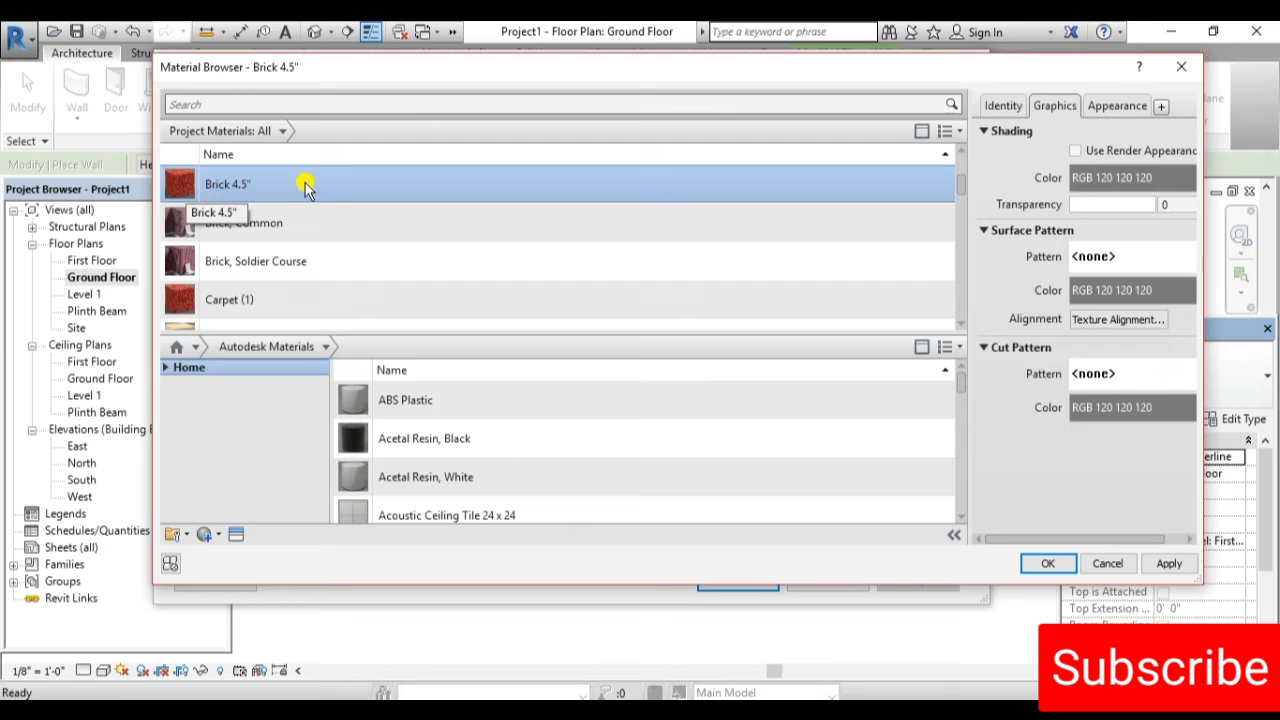 Project1 - Floor Plan: Ground Floor
Type a keyword or phrase
Sign In
Architecture
Modify
Wall
Door
Select
Modify | Place Wall
Project Browser - Project1
Views (all)
Structural Plans
Floor Plans
First Floor
Ground Floor
Level 1
Plinth Beam
Site
Ceiling Plans
First Floor
Ground Floor
Level 1
Plinth Beam
Elevations (Building
East
North
South
West
Legends
Schedules/Quantities
Sheets (all)
Families
Groups
Revit Links
Material Browser - Brick 4.5"
Search
Project Materials: All
Name
Brick 4.5"
Brick 4.5"
Brick, Common
Brick, Soldier Course
Carpet (1)
Autodesk Materials
Home
Name
ABS Plastic
Acetal Resin, Black
Acetal Resin, White
Acoustic Ceiling Tile 24 x 24
Identity
Graphics
Appearance
Shading
Use Render Appearanc
Color RGB 120 120 120
Transparency 0
Surface Pattern
Pattern <none>
Color RGB 120 120 120
Alignment Texture Alignment...
Cut Pattern
Pattern <none>
Color RGB 120 120 120
OK
Cancel
Apply
Edit Type
Top is Attached
Top Extension ... 0' 0"
1/8" = 1'-0"
Ready
:0
Main Model
Subscribe